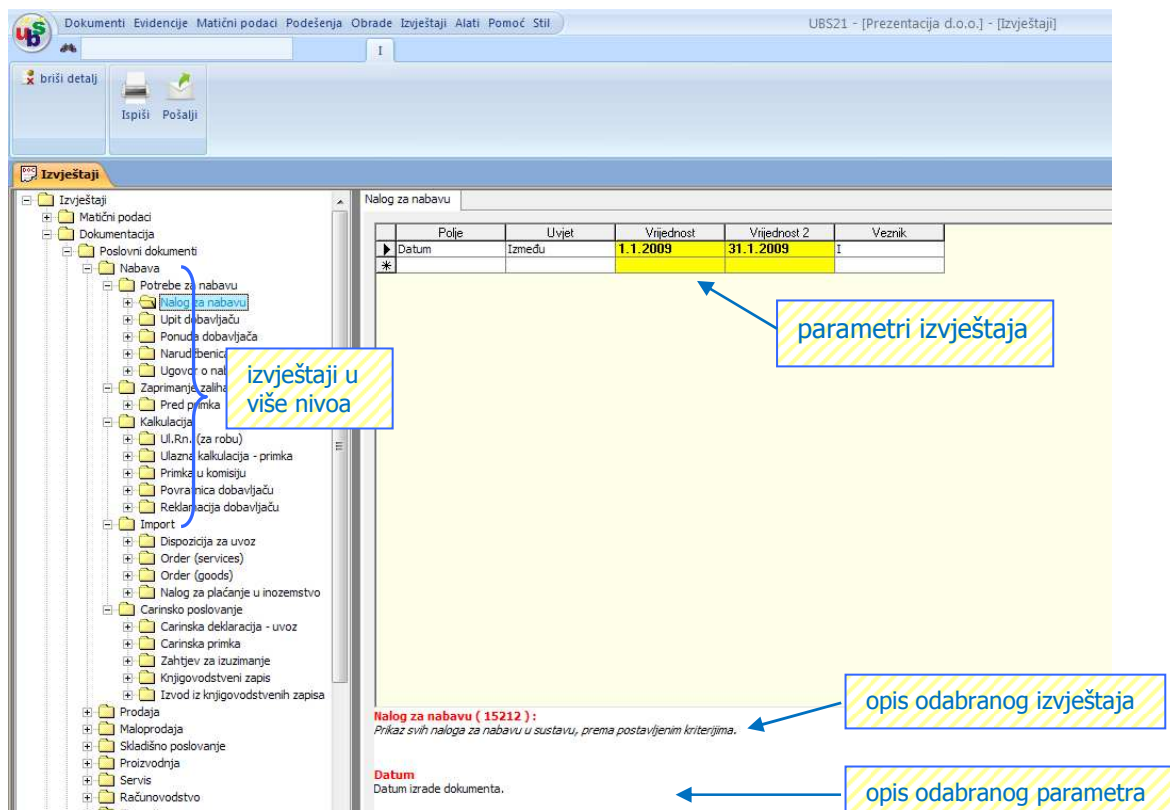 Dokumenti Evidencije Matični podaci Podešenja Obrade Izvještaji Alati Pomoć Stil
UBS21 - [Prezentacija d.o.o.] - [Izvještaji]
ubs
I
briši detalj
Ispiši Pošalji
Izvještaji
Izvještaji
Matični podaci
Dokumentacija
Poslovni dokumenti
Nabava
Potrebe za nabavu
Nalog za nabavu
Upit dobavljaču
Ponuda dobavljača
Narudžbenica
Ugovor o
Zaprimanje zaliha
Pred primka
Kalkulacija
Ul.Rn. (za robu)
Ulazna kalkulacija - primka
Primka u komisiju
Povratnica dobavljaču
Reklamacija dobavljaču
Import
Dispozicija za uvoz
Order (services)
Order (goods)
Nalog za plaćanje u inozemstvo
Carinsko poslovanje
Carinska deklaracija - uvoz
Carinska primka
Zahtjev za izuzimanje
Knjigovodstveni zapis
Izvod iz knjigovodstvenih zapisa
Prodaja
Maloprodaja
Skladišno poslovanje
Proizvodnja
Servis
Računovodstvo
izvještaji u
više nivoa
Nalog za nabavu
Polje Uvjet Vrijednost Vrijednost 2 Veznik
Datum Između 1.1.2009 31.1.2009 I
parametri izvještaja
Nalog za nabavu ( 15212 ) :
Prikaz svih naloga za nabavu u sustavu, prema postavljenim kriterijima.
opis odabranog izvještaja
Datum
Datum izrade dokumenta.
opis odabranog parametra